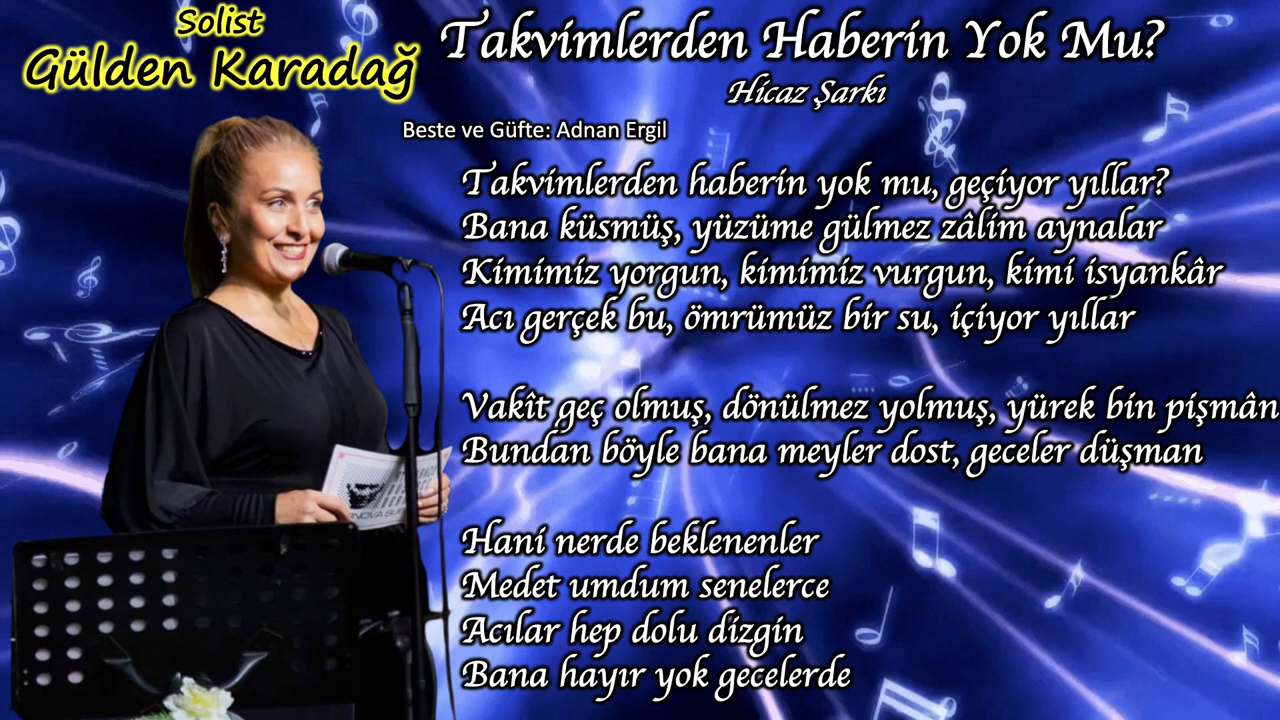 Solist
Gülden Karadağ
Takvimlerden Haberin Yok Mu?
Hicaz Şarkı
Beste ve Güfte: Adnan Ergil
Takvimlerden haberin yok mu, geçiyor yıllar?
Bana küsmüş, yüzüme gülmez zâlim aynalar
Kimimiz yorgun, kimimiz vurgun, kimi isyankâr
Acı gerçek bu, ömrümüz bir su, içiyor yıllar
Vakît geç olmuş, dönülmez yolmuş, yürek bin pişmân
Bundan böyle bana meyler dost, geceler düşman
Hani nerde beklenenler
Medet umdum senelerce
Acılar hep dolu dizgin
Bana hayır yok gecelerde